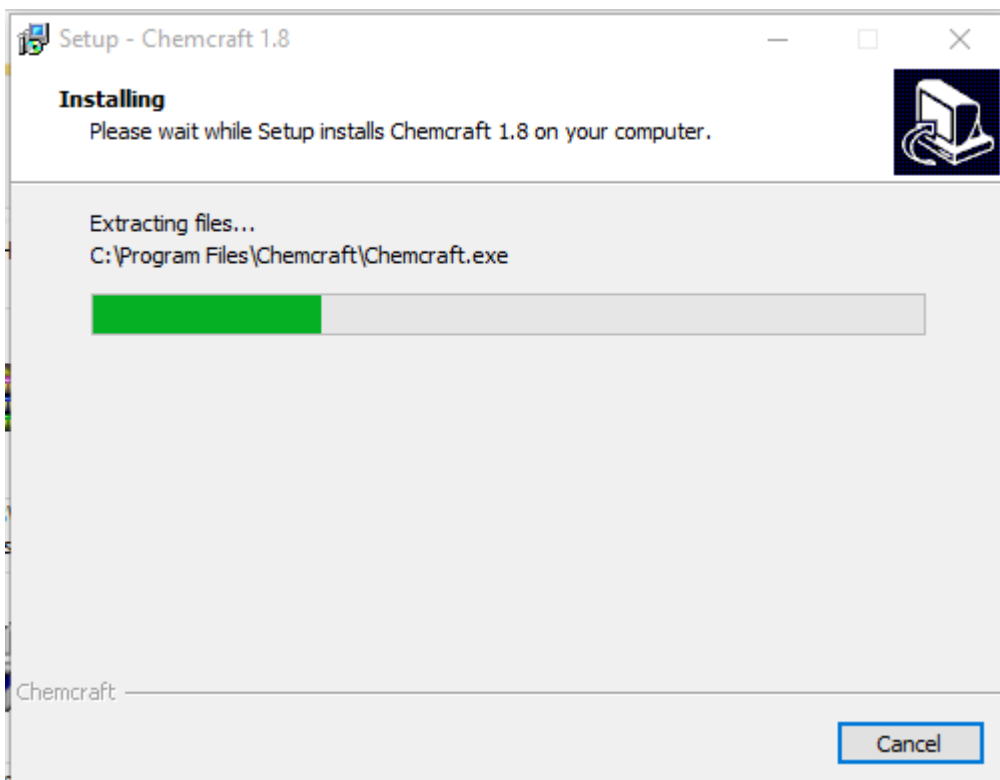 Setup - Chemcraft 1.8
Installing
Please wait while Setup installs Chemcraft 1.8 on your computer.
Extracting files...
C:\Program Files\Chemcraft\Chemcraft.exe
Chemcraft
Cancel